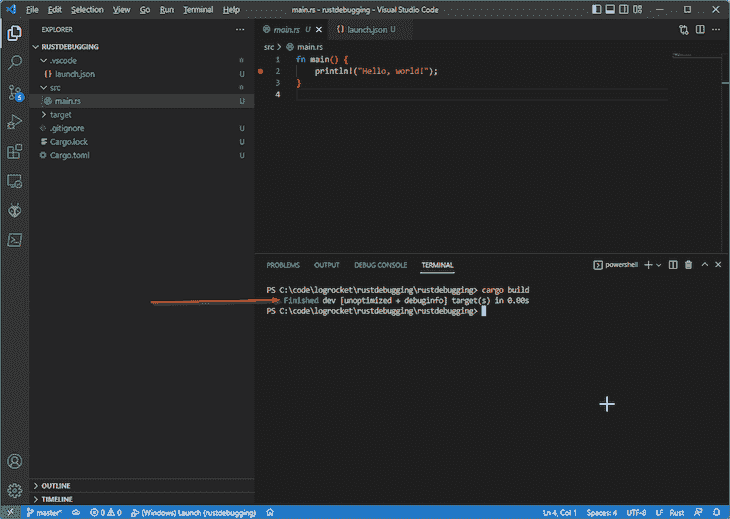 File Edit Selection View Go Run Terminal Help
main.rs - rustdebugging - Visual Studio Code
EXPLORER
RUSTDEBUGGING
.vscode
launch.json U
src
main.rs U
target
.gitignore U
Cargo.lock U
Cargo.toml U
OUTLINE
TIMELINE
5
main.rs U
launch.json U
src > main.rs
1 fn main() {
2 println!("Hello, world!");
3 }
4
PROBLEMS OUTPUT DEBUG CONSOLE TERMINAL
powershell
PS C:\code\logrocket\rustdebugging\rustdebugging> cargo build
Finished dev [unoptimized + debuginfo] target(s) in 0.00s
PS C:\code\logrocket\rustdebugging\rustdebugging>
master* 0 0 (Windows) Launch (rustdebugging) Ln 4, Col 1 Spaces: 4 UTF-8 LF Rust